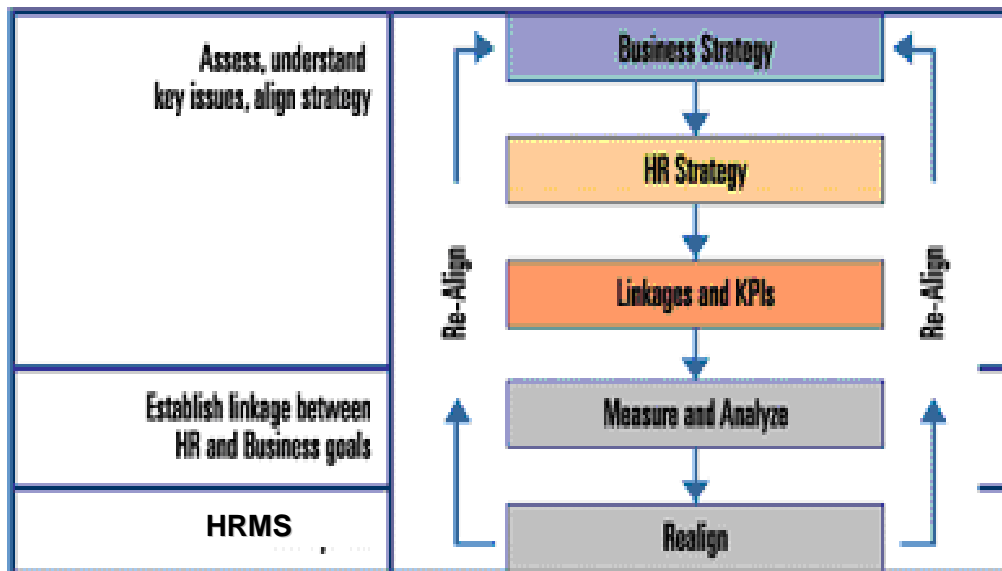 Assess, understand
key issues, align strategy
Establish linkage between
HR and Business goals
HRMS
Business Strategy
HR Strategy
Linkages and KPIs
Measure and Analyze
Realign
Re-Align
Re-Align